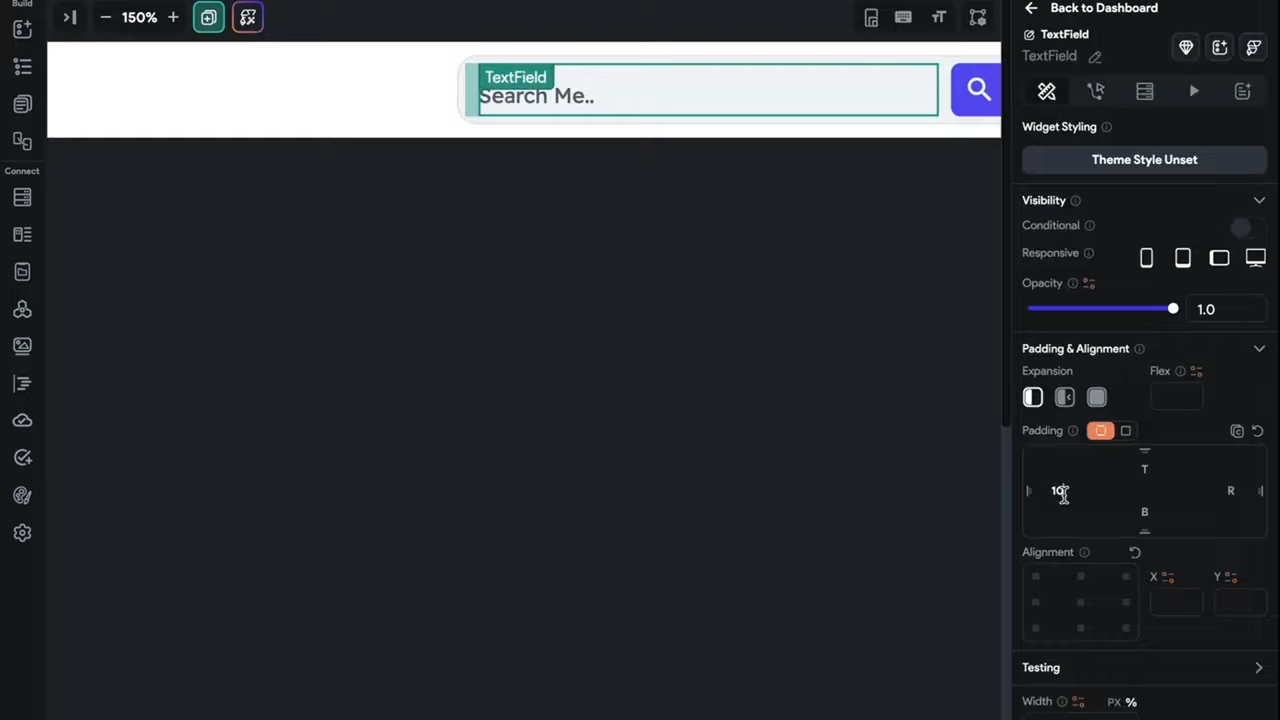 Build
150%
Back to Dashboard
TextField
TextField
TextField
Search Me..
Widget Styling
Theme Style Unset
Connect
Visibility
Conditional
Responsive
Opacity
1.0
Padding & Alignment
Expansion
Flex
Padding
T
10
R
B
Alignment
X
Y
Testing
Width
PX %